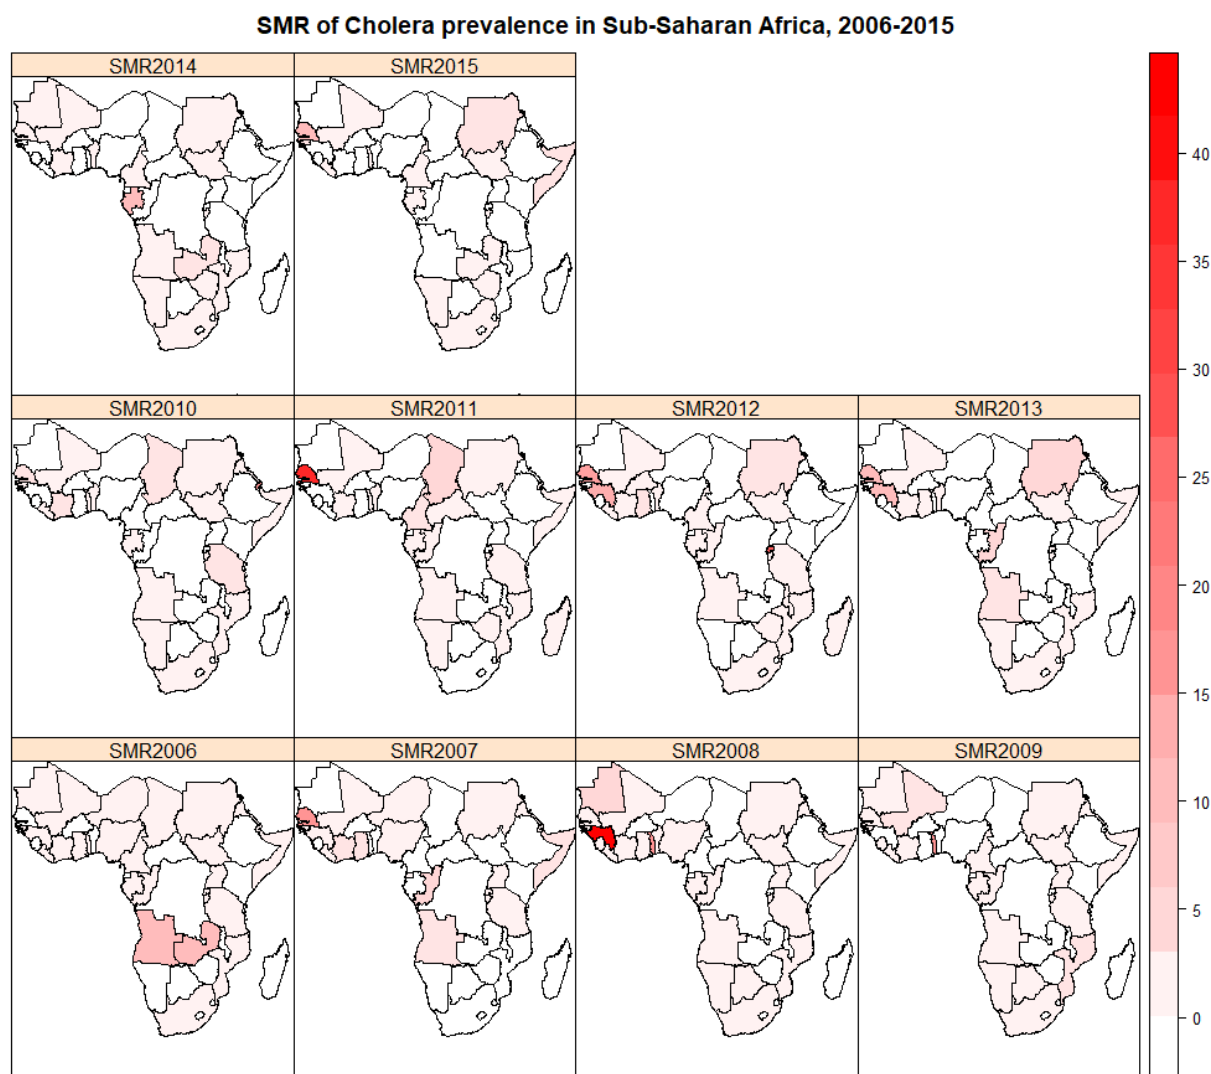 SMR of Cholera prevalence in Sub-Saharan Africa, 2006-2015
SMR2014
SMR2015
SMR2010
SMR2011
SMR2012
SMR2013
SMR2006
SMR2007
SMR2008
SMR2009
40
35
30
25
20
15
10
5
0